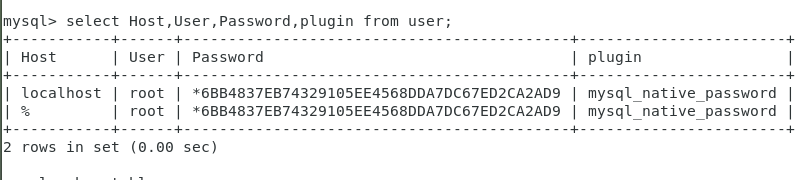 mysql> select Host,User,Password,plugin from user;
+-----------+------+-------------------------------------------+-----------------------+
| Host      | User | Password                                  | plugin                |
+-----------+------+-------------------------------------------+-----------------------+
| localhost | root | *6BB4837EB74329105EE4568DDA7DC67ED2CA2AD9 | mysql_native_password |
| %         | root | *6BB4837EB74329105EE4568DDA7DC67ED2CA2AD9 | mysql_native_password |
+-----------+------+-------------------------------------------+-----------------------+
2 rows in set (0.00 sec)